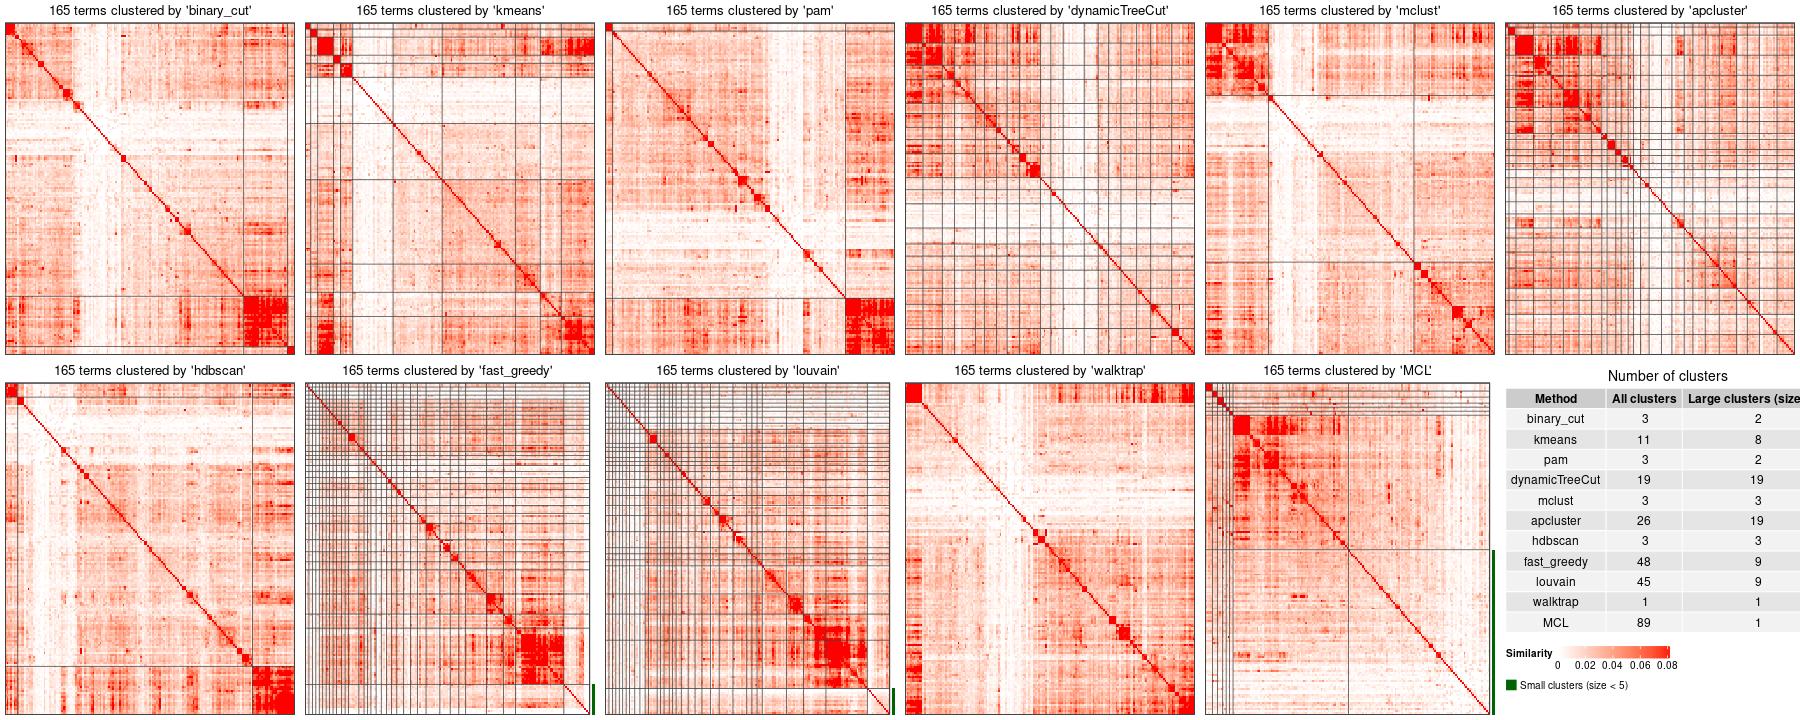 165 terms clustered by 'binary_cut'
165 terms clustered by 'kmeans'
165 terms clustered by 'pam'
165 terms clustered by 'dynamicTreeCut'
165 terms clustered by 'mclust'
165 terms clustered by 'apcluster'
165 terms clustered by 'hdbscan'
165 terms clustered by 'fast_greedy'
165 terms clustered by 'louvain'
165 terms clustered by 'walktrap'
165 terms clustered by 'MCL'
Number of clusters
Method All clusters Large clusters (size
binary_cut 3 2
kmeans 11 8
pam 3 2
dynamicTreeCut 19 19
mclust 3 3
apcluster 26 19
hdbscan 3 3
fast_greedy 48 9
louvain 45 9
walktrap 1 1
MCL 89 1
Similarity
0 0.02 0.04 0.06 0.08
Small clusters (size < 5)